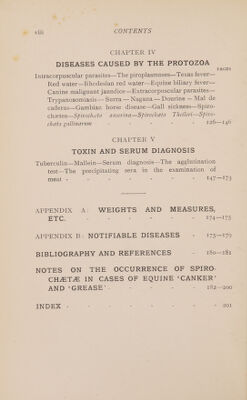 viii CONTENTS
CHAPTER IV
DISEASES CAUSED BY THE PROTOZOA
PAGES
Intracorpuscular parasites—The piroplasmoses—Texas fever—
Red water—Rhodesian red water—Equine biliary fever—
Canine malignant jaundice—Extracorpuscular parasites—
Trypanosomiasis—Surra—Nagana—Dourine—Mal de
caderas—Gambian horse disease—Gall sickness—Spiro-
chætes—Spirochæta anserina—Spirochæta Theileri—Spiro-
chæta gallinarum - - - - 126—146
CHAPTER V
TOXIN AND SERUM DIAGNOSIS
Tuberculin—Mallein—Serum diagnosis—The agglutination
test—The precipitating sera in the examination of
meat - - - - - - 147—173
APPENDIX A: WEIGHTS AND MEASURES,
ETC. - - - - - - 174—175
APPENDIX B: NOTIFIABLE DISEASES - 175—179
BIBLIOGRAPHY AND REFERENCES - 180—181
NOTES ON THE OCCURRENCE OF SPIRO-
CHÆTÆ IN CASES OF EQUINE ‘CANKER’
AND ‘GREASE’ - - - - - 182—200
INDEX - - - - - - 201